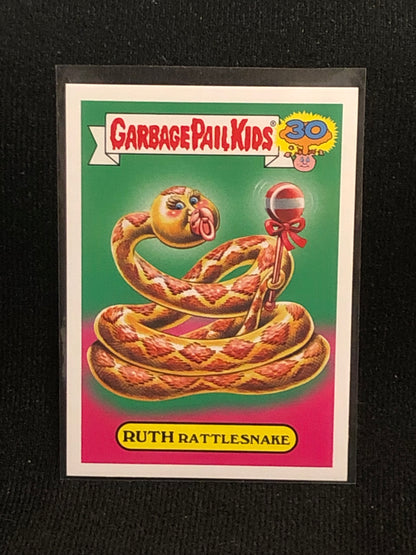 GARBAGE PAIL KIDS®
30
RUTH RATTLESNAKE